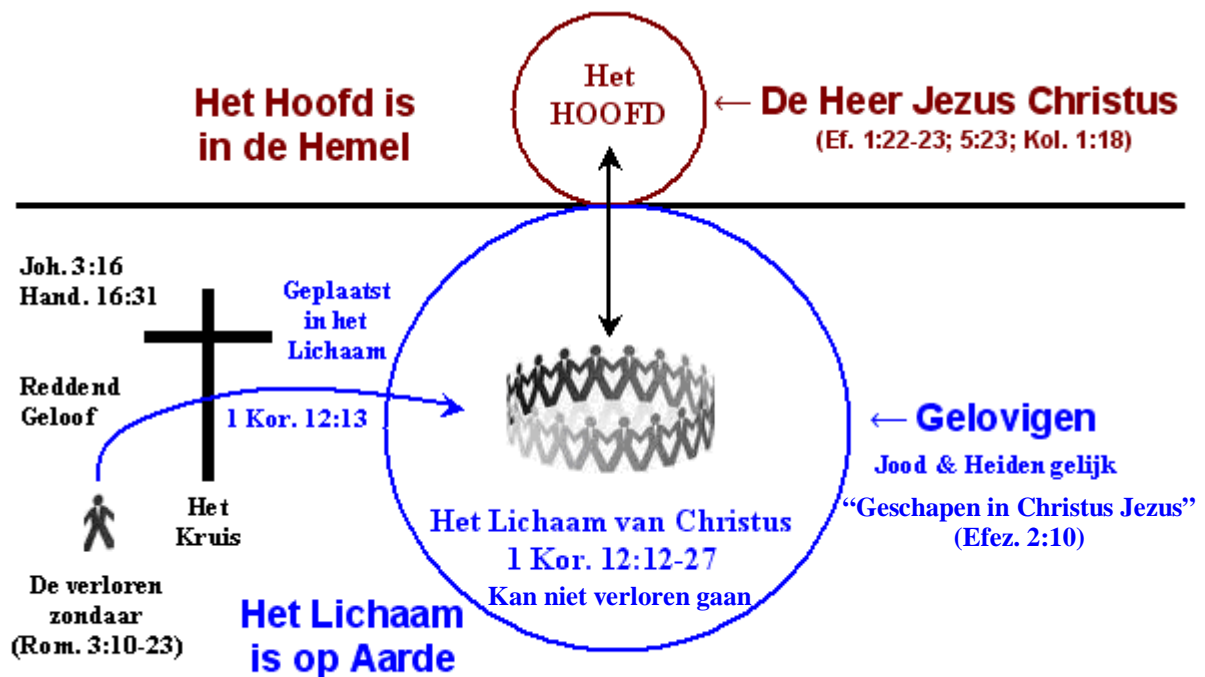 Het Hoofd is
in de Hemel
Het
HOOFD
← De Heer Jezus Christus
(Ef. 1:22-23; 5:23; Kol. 1:18)
Joh. 3:16
Hand. 16:31
Reddend
Geloof
Geplaatst
in het
Lichaam
1 Kor. 12:13
Het
Kruis
De verloren
zondaar
(Rom. 3:10-23)
Het Lichaam van Christus
1 Kor. 12:12-27
Kan niet verloren gaan
← Gelovigen
Jood & Heiden gelijk
“Geschapen in Christus Jezus”
(Efez. 2:10)
Het Lichaam
is op Aarde